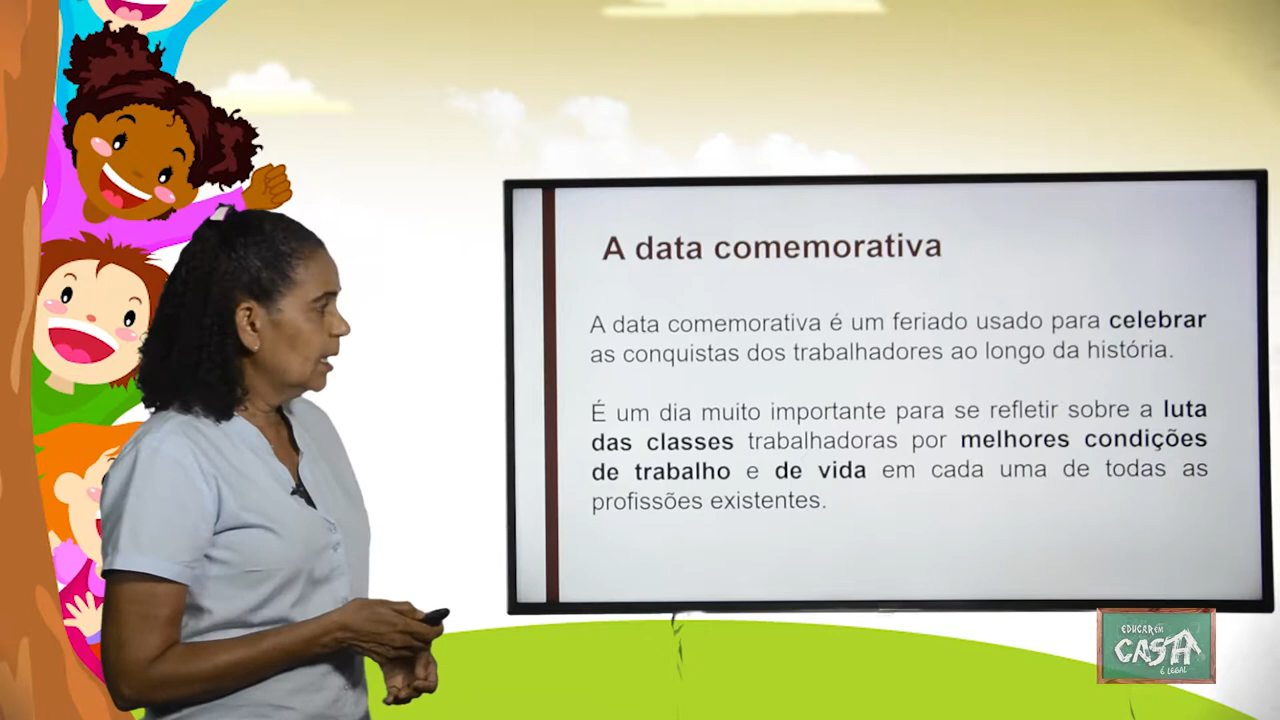 A data comemorativa
A data comemorativa é um feriado usado para celebrar
as conquistas dos trabalhadores ao longo da história.
É um dia muito importante para se refletir sobre a luta
das classes trabalhadoras por melhores condições
de trabalho e de vida em cada uma de todas as
profissões existentes.
EDUCAR EM
CASA
É LEGAL